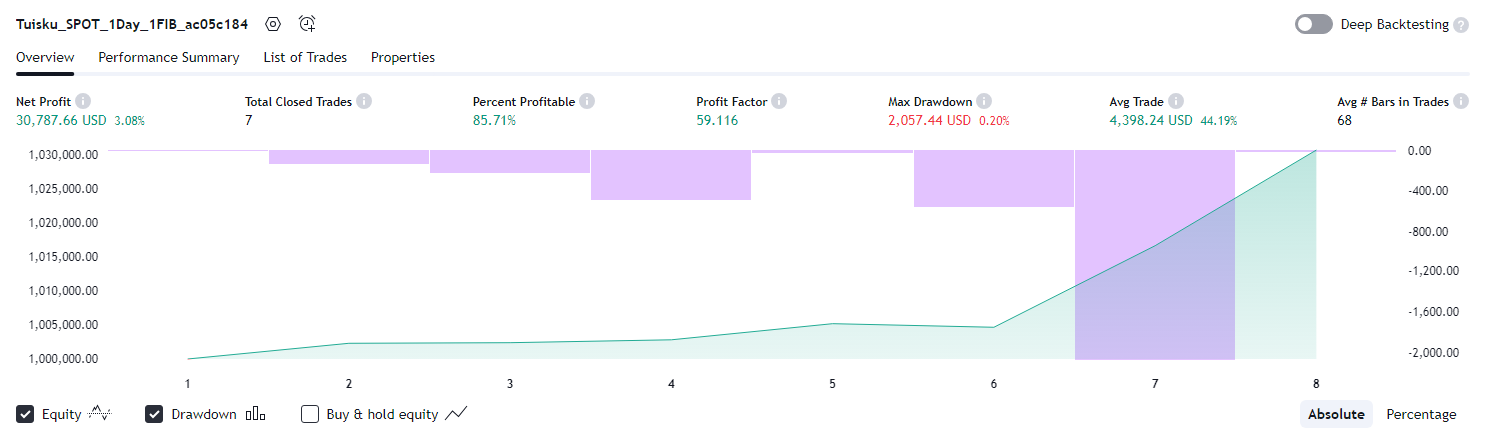 Tuisku_SPOT_1Day_1FIB_ac05c184
Deep Backtesting ?
Overview Performance Summary List of Trades Properties
Net Profit i Total Closed Trades i Percent Profitable i Profit Factor i Max Drawdown i Avg Trade i Avg # Bars in Trades i
30,787.66 USD 3.08% 7 85.71% 59.116 2,057.44 USD 0.20% 4,398.24 USD 44.19% 68
1,030,000.00 0.00
1,025,000.00 -400.00
1,020,000.00 -800.00
1,015,000.00 -1,200.00
1,010,000.00 -1,600.00
1,005,000.00 -2,000.00
1,000,000.00
1 2 3 4 5 6 7 8
Equity Drawdown Buy & hold equity Absolute Percentage